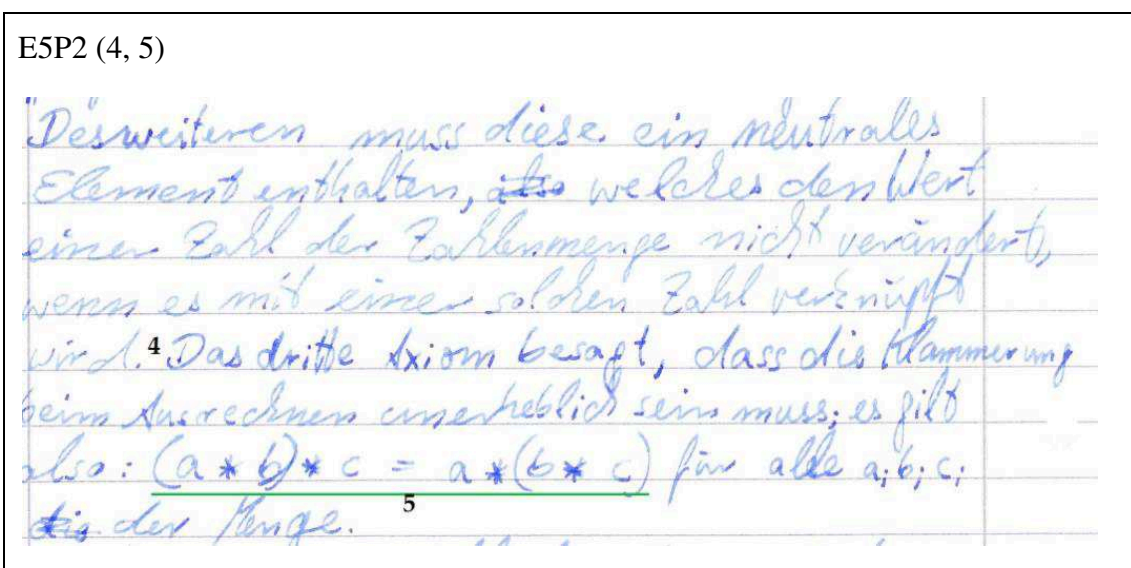 E5P2 (4, 5)
"Desweiteren muss diese ein neutrales
Element enthalten, also welches den Wert
einer Zahl der Zahlenmenge nicht verändert,
wenn es mit einer solchen Zahl verknüpft
wird. 4 Das dritte Axiom besagt, dass die Klammerung
beim Ausrechnen unerheblich sein muss; es gilt
also: (a * b) * c = a * (b * c) für alle a; b; c;
5
der Menge.